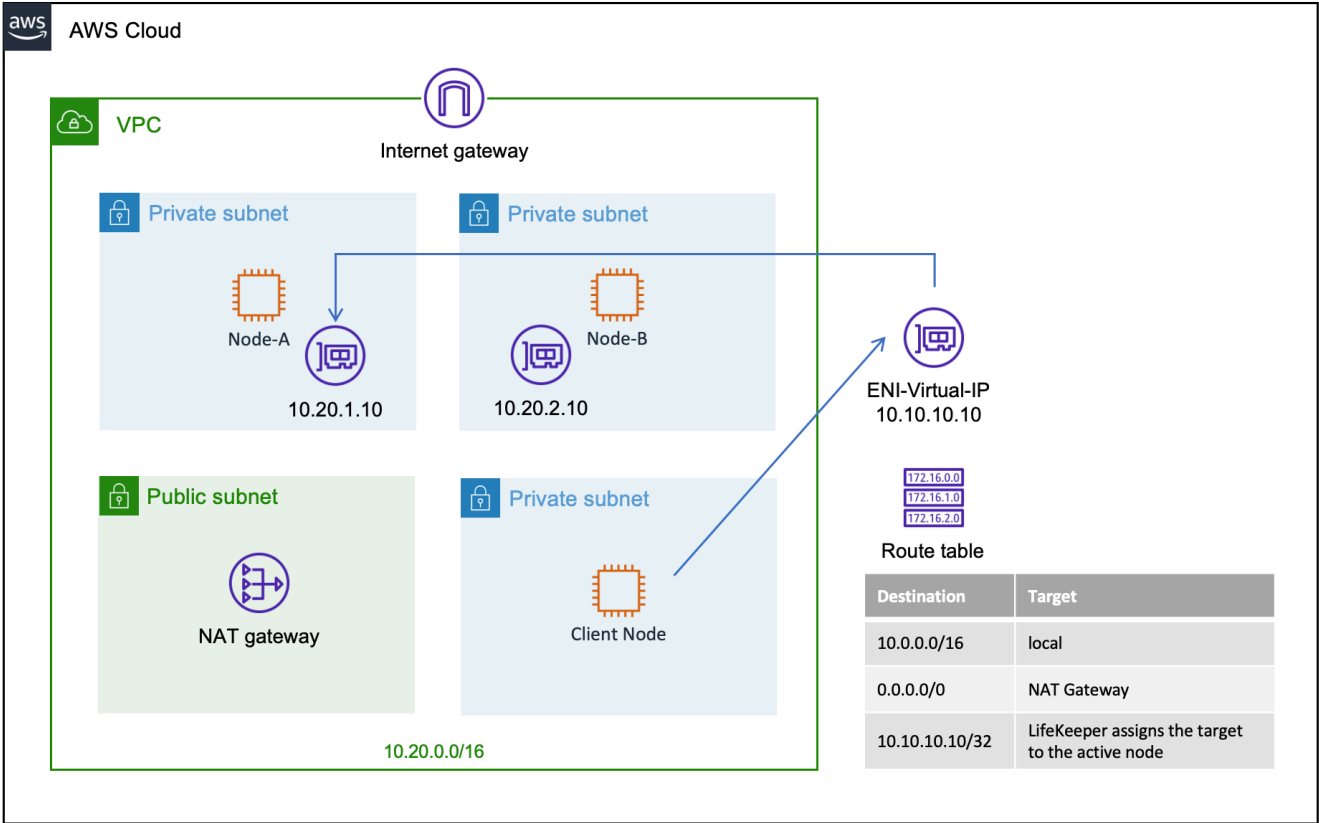 aws
AWS Cloud
VPC
Internet gateway
Private subnet
Private subnet
Node-A
Node-B
10.20.1.10
10.20.2.10
ENI-Virtual-IP
10.10.10.10
Public subnet
Private subnet
NAT gateway
Client Node
10.20.0.0/16
172.16.0.0
172.16.1.0
172.16.2.0
Route table
Destination Target
10.0.0.0/16 local
0.0.0.0/0 NAT Gateway
10.10.10.10/32 LifeKeeper assigns the target
to the active node